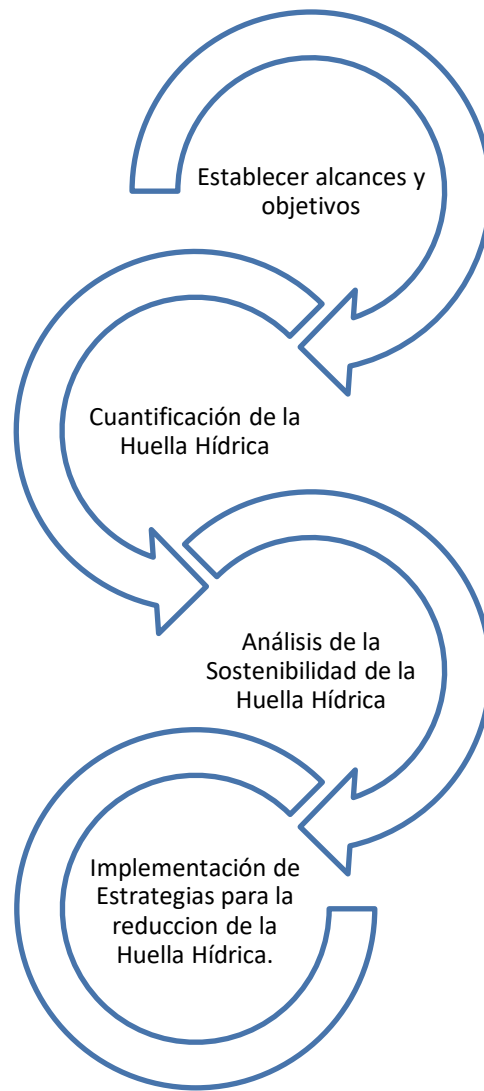 Establecer alcances y
objetivos
Cuantificación de la
Huella Hídrica
Análisis de la
Sostenibilidad de la
Huella Hídrica
Implementación de
Estrategias para la
reduccion de la
Huella Hídrica.